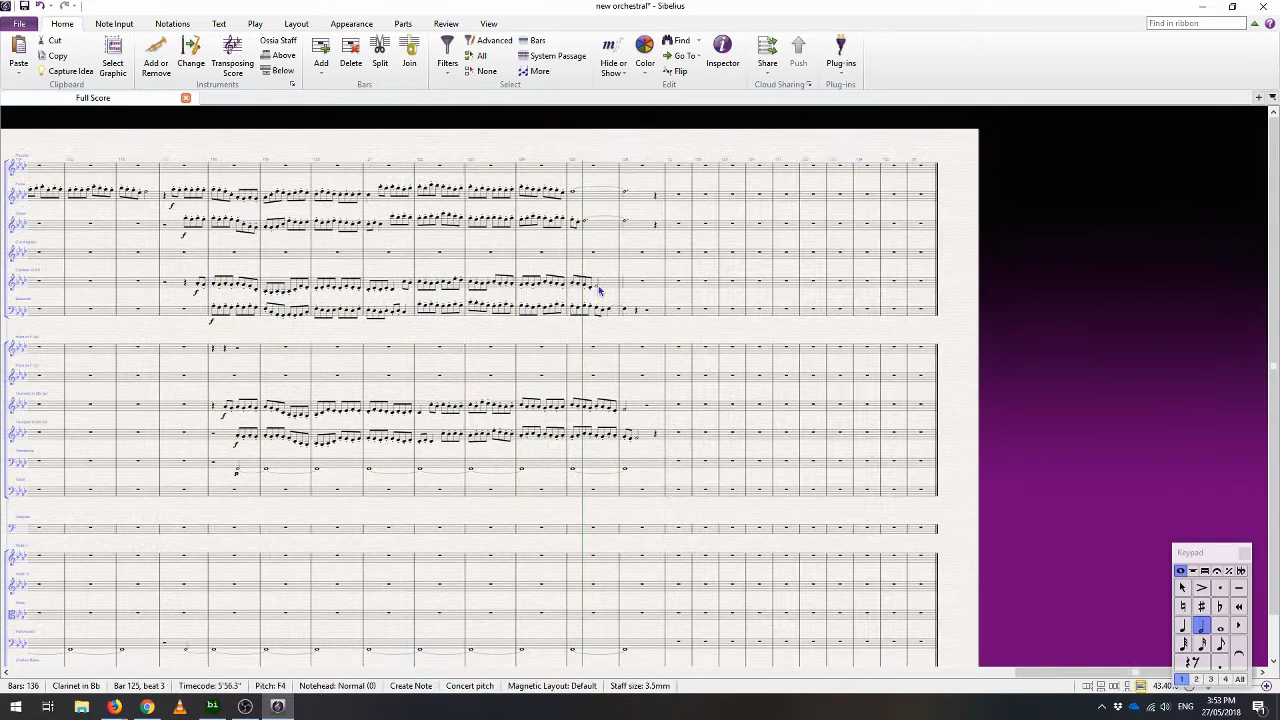 new orchestral* - Sibelius
File Home Note Input Notations Text Play Layout Appearance Parts Review View Find in ribbon
Paste Cut Copy Capture Idea Select Graphic Add or Remove Change Transposing Score Ossia Staff Above Below Add Delete Split Join Filters Advanced All None Bars System Passage More Hide or Show Color Find Go To Flip Inspector Share Push Plug-ins
Clipboard Instruments Bars Select Edit Cloud Sharing Plug-ins
Full Score
Keypad
1 2 3 4 All
Bars: 136 Clarinet in Bb Bar 125, beat 3 Timecode: 5'56.3" Pitch: F4 Notehead: Normal (0) Create Note Concert pitch Magnetic Layout: Default Staff size: 3.5mm
ENG 3:53 PM 27/05/2018